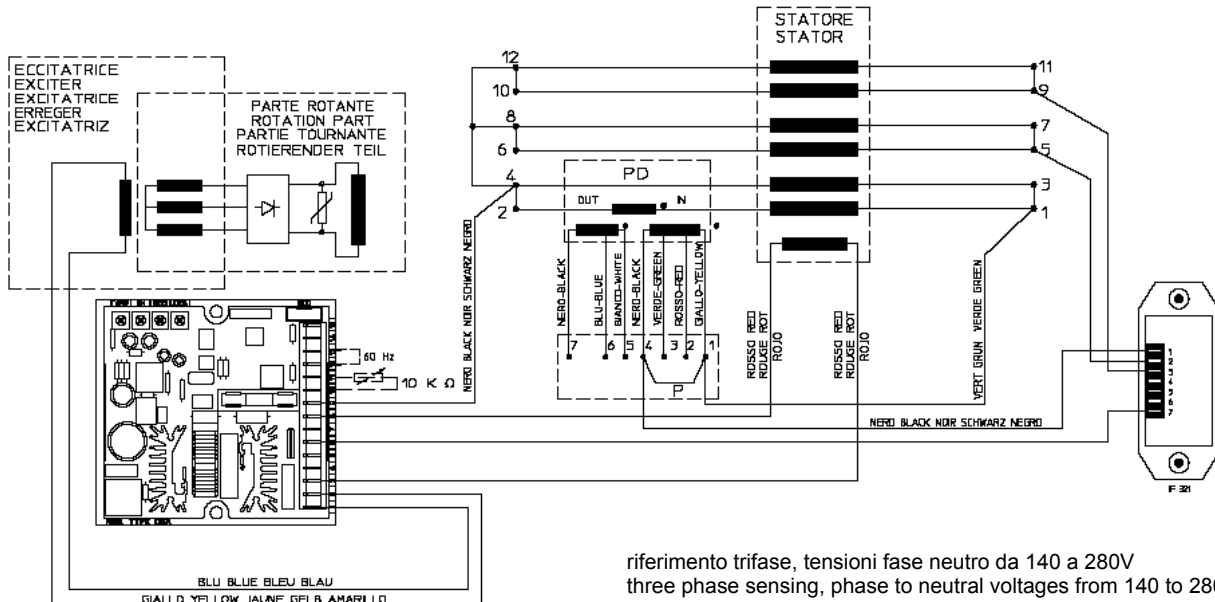 ECCITATRICE
EXCITER
EXCITATRICE
ERREGER
EXCITATRIZ
PARTE ROTANTE
ROTATION PART
PARTIE TOURNANTE
ROTIERENDER TEIL
STATORE
STATOR
12
10
8
6
4
2
11
9
7
5
3
1
PD
OUT
IN
NERO-BLACK
BLU-BLUE
BIANCO-WHITE
NERO-BLACK
VERDE-GREEN
ROSSO-RED
GIALLO-YELLOW
7
6
5
4
3
2
1
P
NERO BLACK NOIR SCHWARZ NEGRO
60 Hz
10 K Ω
ROSSO RED
ROUGE ROT
ROJO
ROSSO RED
ROUGE ROT
ROJO
VERT GRUN VERDE GREEN
NERO BLACK NOIR SCHWARZ NEGRO
1
2
3
4
5
6
7
BLU BLUE BLEU BLAU
GIALLO YELLOW JAUNE GELB AMARILLO
riferimento trifase, tensioni fase neutro da 140 a 280V
three phase sensing, phase to neutral voltages from 140 to 280